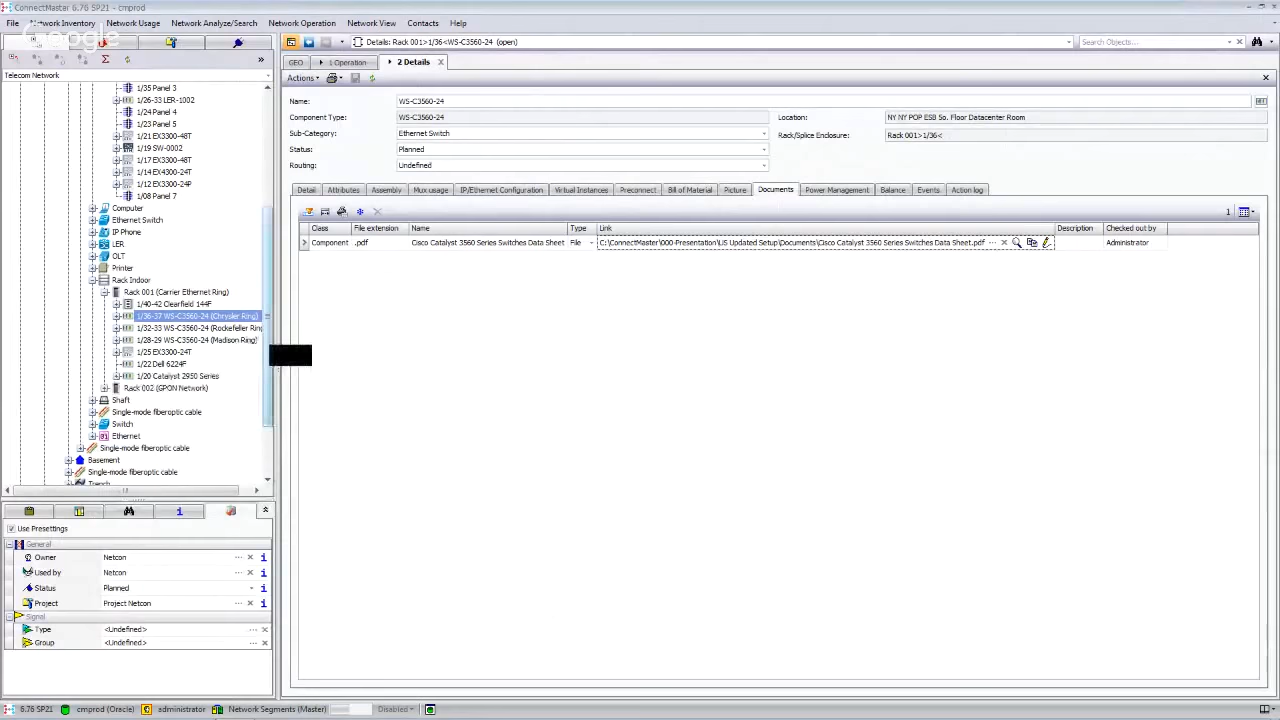 ConnectMaster 6.76 SP21 - cmprod
File Network Inventory Network Usage Network Analyze/Search Network Operation Network View Contacts Help
Google
Details: Rack 001>1/36<WS-C3560-24 (open)
Search Objects...
GEO 1 Operation 2 Details
Actions
Telecom Network
1/35 Panel 3
1/26-33 LER-1002
1/24 Panel 4
1/23 Panel 5
1/21 EX3300-48T
1/19 SW-0002
1/17 EX3300-48T
1/14 EX4300-24T
1/12 EX3300-24P
1/08 Panel 7
Computer
Ethernet Switch
IP Phone
LER
OLT
Printer
Rack Indoor
Rack 001 (Carrier Ethernet Ring)
1/40-42 Clearfield 144F
1/36-37 WS-C3560-24 (Chrysler Ring)
1/32-33 WS-C3560-24 (Rockefeller Ring
1/28-29 WS-C3560-24 (Madison Ring)
1/25 EX3300-24T
1/22 Dell 6224F
1/20 Catalyst 2950 Series
Rack 002 (GPON Network)
Shaft
Single-mode fiberoptic cable
Switch
Ethernet
Single-mode fiberoptic cable
Basement
Single-mode fiberoptic cable
Trench
Use Presettings
General
Owner Netcon
Used by Netcon
Status Planned
Project Project Netcon
Signal
Type <Undefined>
Group <Undefined>
Name: WS-C3560-24
Component Type: WS-C3560-24 Location: NY NY POP ESB So. Floor Datacenter Room
Sub-Category: Ethernet Switch Rack/Splice Enclosure: Rack 001>1/36<
Status: Planned
Routing: Undefined
Detail Attributes Assembly Mux usage IP/Ethernet Configuration Virtual Instances Preconnect Bill of Material Picture Documents Power Management Balance Events Action log
1
Class File extension Name Type Link Description Checked out by
Component .pdf Cisco Catalyst 3560 Series Switches Data Sheet File C:\ConnectMaster\000-Presentation\US Updated Setup\Documents\Cisco Catalyst 3560 Series Switches Data Sheet.pdf Administrator
6.76 SP21 cmprod (Oracle) administrator Network Segments (Master) Disabled